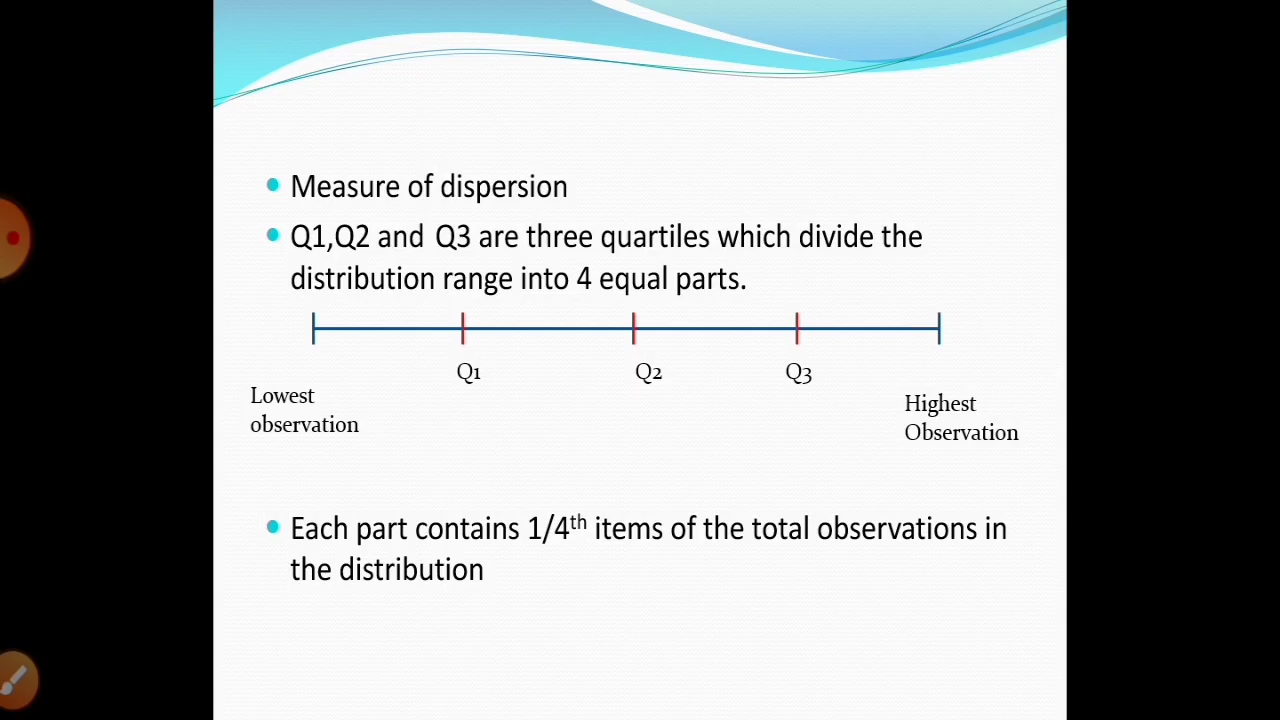 Measure of dispersion
Q1,Q2 and Q3 are three quartiles which divide the
distribution range into 4 equal parts.
Q1 Q2 Q3
Lowest
observation
Highest
Observation
Each part contains 1/4th items of the total observations in
the distribution